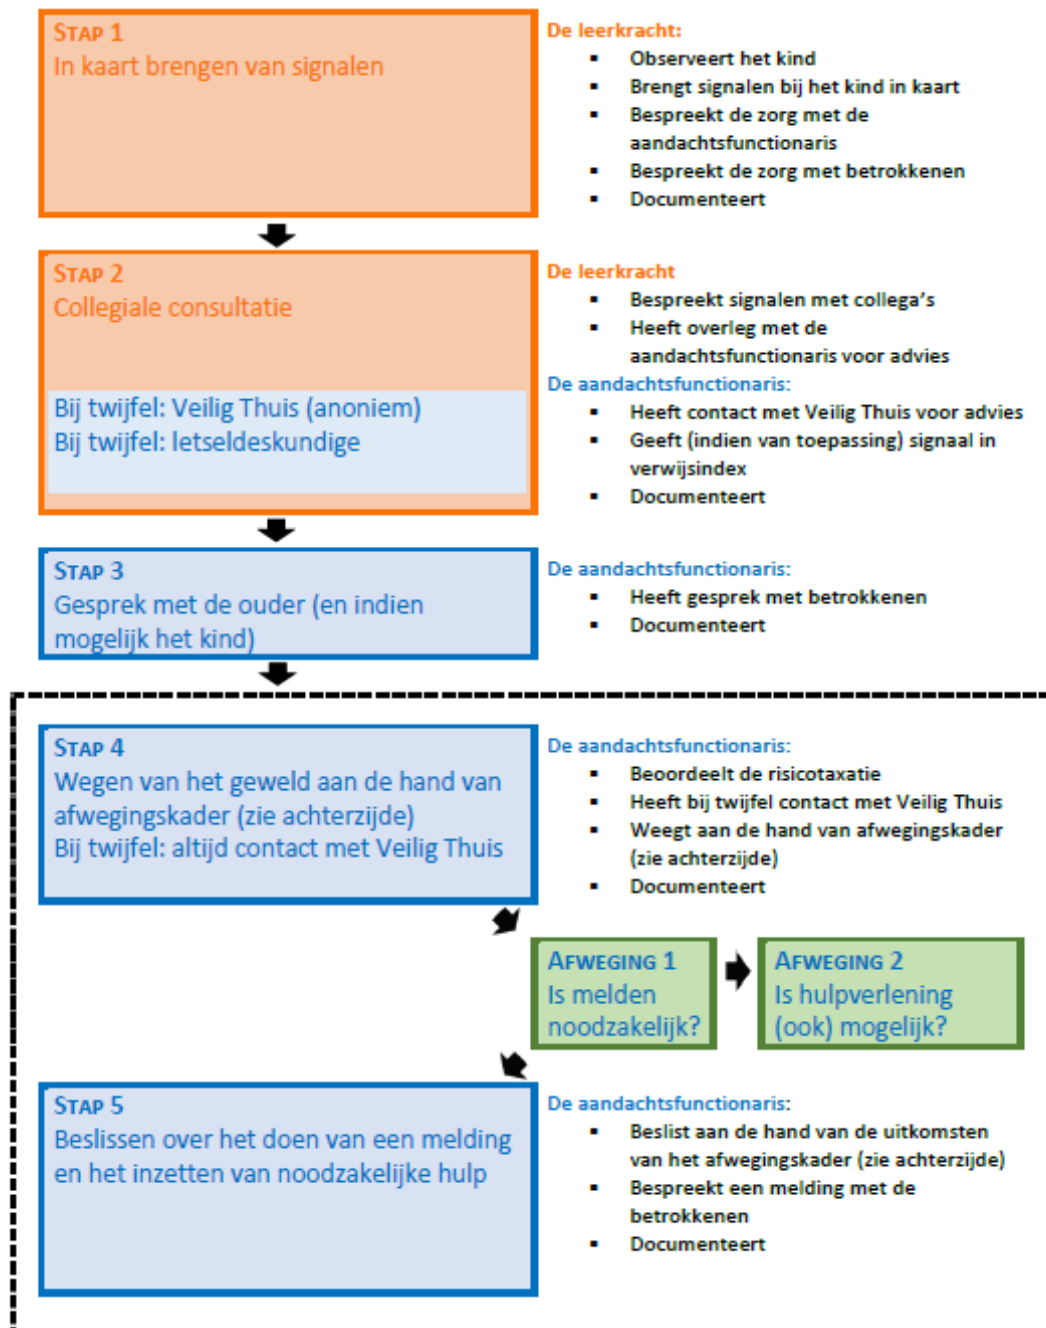 STAP 1
In kaart brengen van signalen
De leerkracht:
▪ Observeert het kind
▪ Brengt signalen bij het kind in kaart
▪ Bespreekt de zorg met de
aandachtsfunctionaris
▪ Bespreekt de zorg met betrokkenen
▪ Documenteert
STAP 2
Collegiale consultatie
Bij twijfel: Veilig Thuis (anoniem)
Bij twijfel: letseldeskundige
De leerkracht
▪ Bespreekt signalen met collega's
▪ Heeft overleg met de
aandachtsfunctionaris voor advies
De aandachtsfunctionaris:
▪ Heeft contact met Veilig Thuis voor advies
▪ Geeft (indien van toepassing) signaal in
verwijsindex
▪ Documenteert
STAP 3
Gesprek met de ouder (en indien
mogelijk het kind)
De aandachtsfunctionaris:
▪ Heeft gesprek met betrokkenen
▪ Documenteert
STAP 4
Wegen van het geweld aan de hand van
afwegingskader (zie achterzijde)
Bij twijfel: altijd contact met Veilig Thuis
De aandachtsfunctionaris:
▪ Beoordeelt de risicotaxatie
▪ Heeft bij twijfel contact met Veilig Thuis
▪ Weegt aan de hand van afwegingskader
(zie achterzijde)
▪ Documenteert
AFWEGING 1
Is melden
noodzakelijk?
AFWEGING 2
Is hulpverlening
(ook) mogelijk?
STAP 5
Beslissen over het doen van een melding
en het inzetten van noodzakelijke hulp
De aandachtsfunctionaris:
▪ Beslist aan de hand van de uitkomsten
van het afwegingskader (zie achterzijde)
▪ Bespreekt een melding met de
betrokkenen
▪ Documenteert